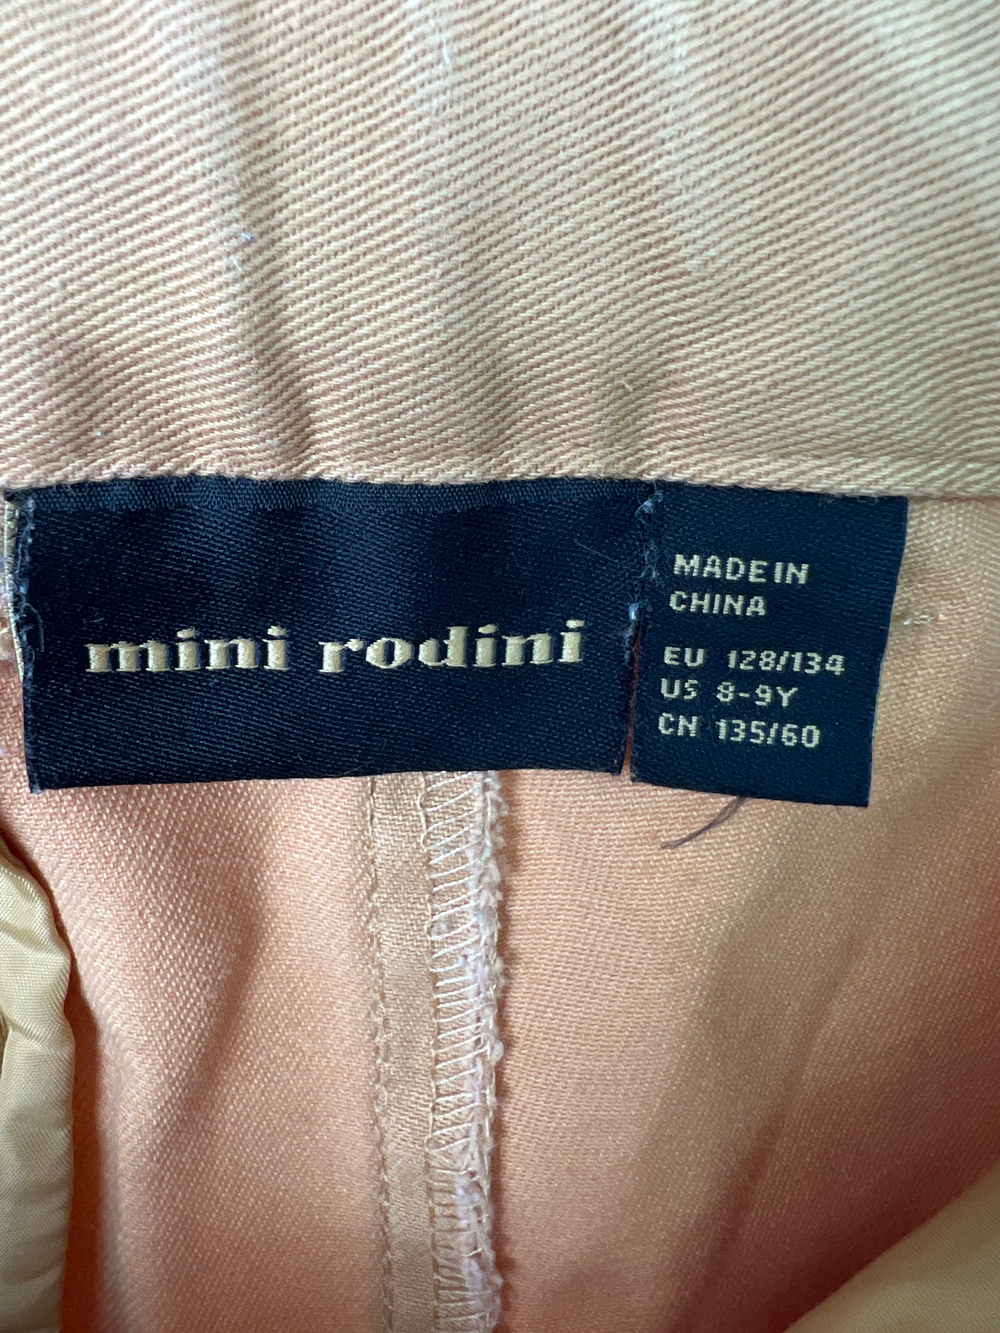 mini rodini
MADE IN
CHINA
EU 128/134
US 8-9Y
CN 135/60